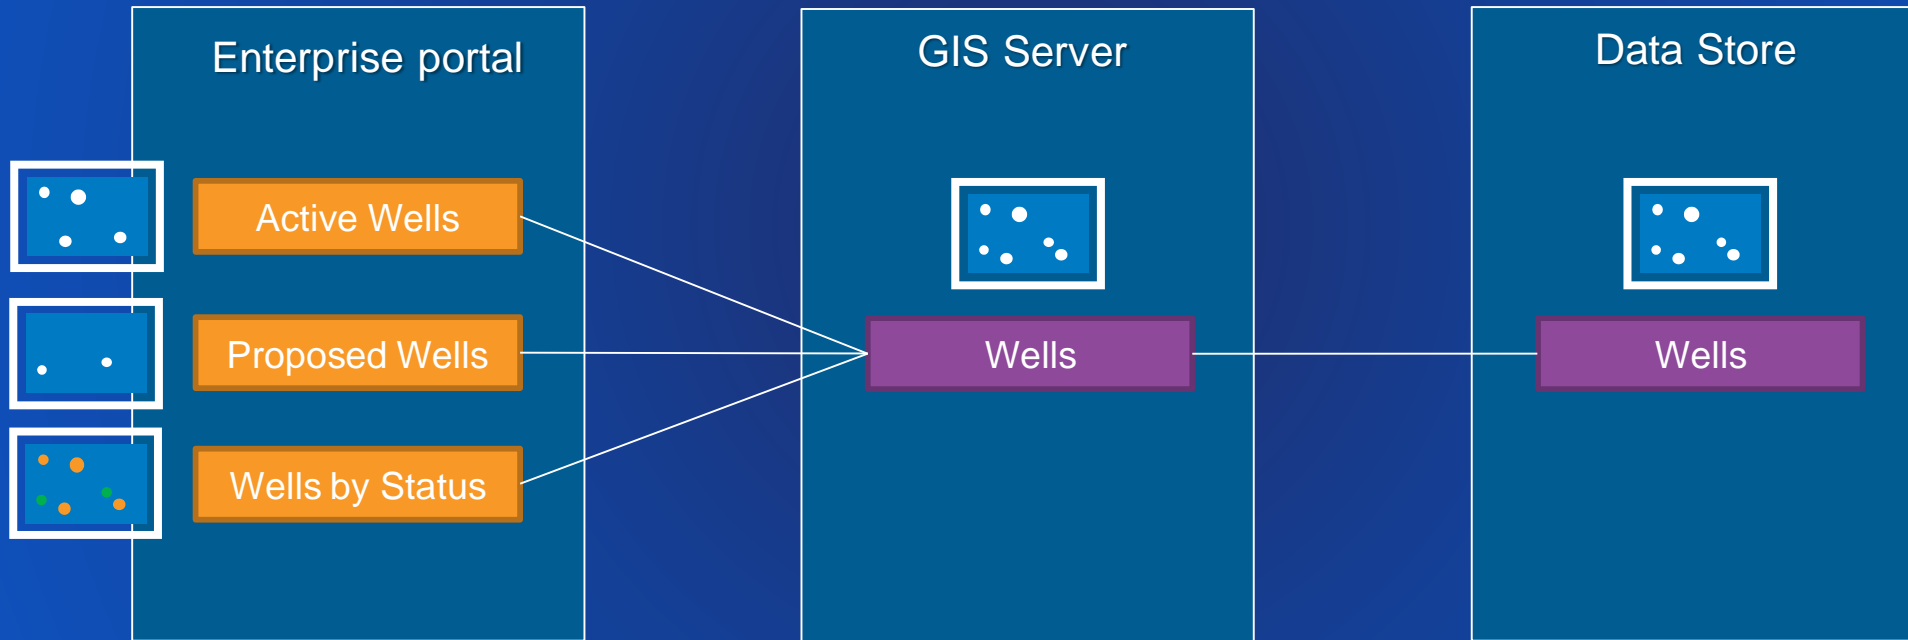 Enterprise portal
GIS Server
Data Store
Active Wells
Proposed Wells
Wells
Wells
Wells by Status